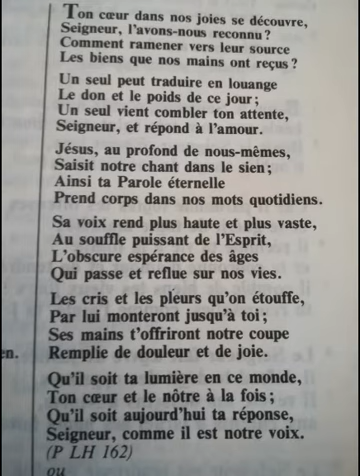 Ton cœur dans nos joies se découvre,
Seigneur, l'avons-nous reconnu ?
Comment ramener vers leur source
Les biens que nos mains ont reçus ?
Un seul peut traduire en louange
Le don et le poids de ce jour ;
Un seul vient combler ton attente,
Seigneur, et répond à l'amour.
Jésus, au profond de nous-mêmes,
Saisit notre chant dans le sien ;
Ainsi ta Parole éternelle
Prend corps dans nos mots quotidiens.
Sa voix rend plus haute et plus vaste,
Au souffle puissant de l'Esprit,
L'obscure espérance des âges
Qui passe et reflue sur nos vies.
Les cris et les pleurs qu'on étouffe,
Par lui monteront jusqu'à toi ;
Ses mains t'offriront notre coupe
en. Remplie de douleur et de joie.
Qu'il soit ta lumière en ce monde,
Ton cœur et le nôtre à la fois ;
Qu'il soit aujourd'hui ta réponse,
Seigneur, comme il est notre voix.
(P LH 162)
ou